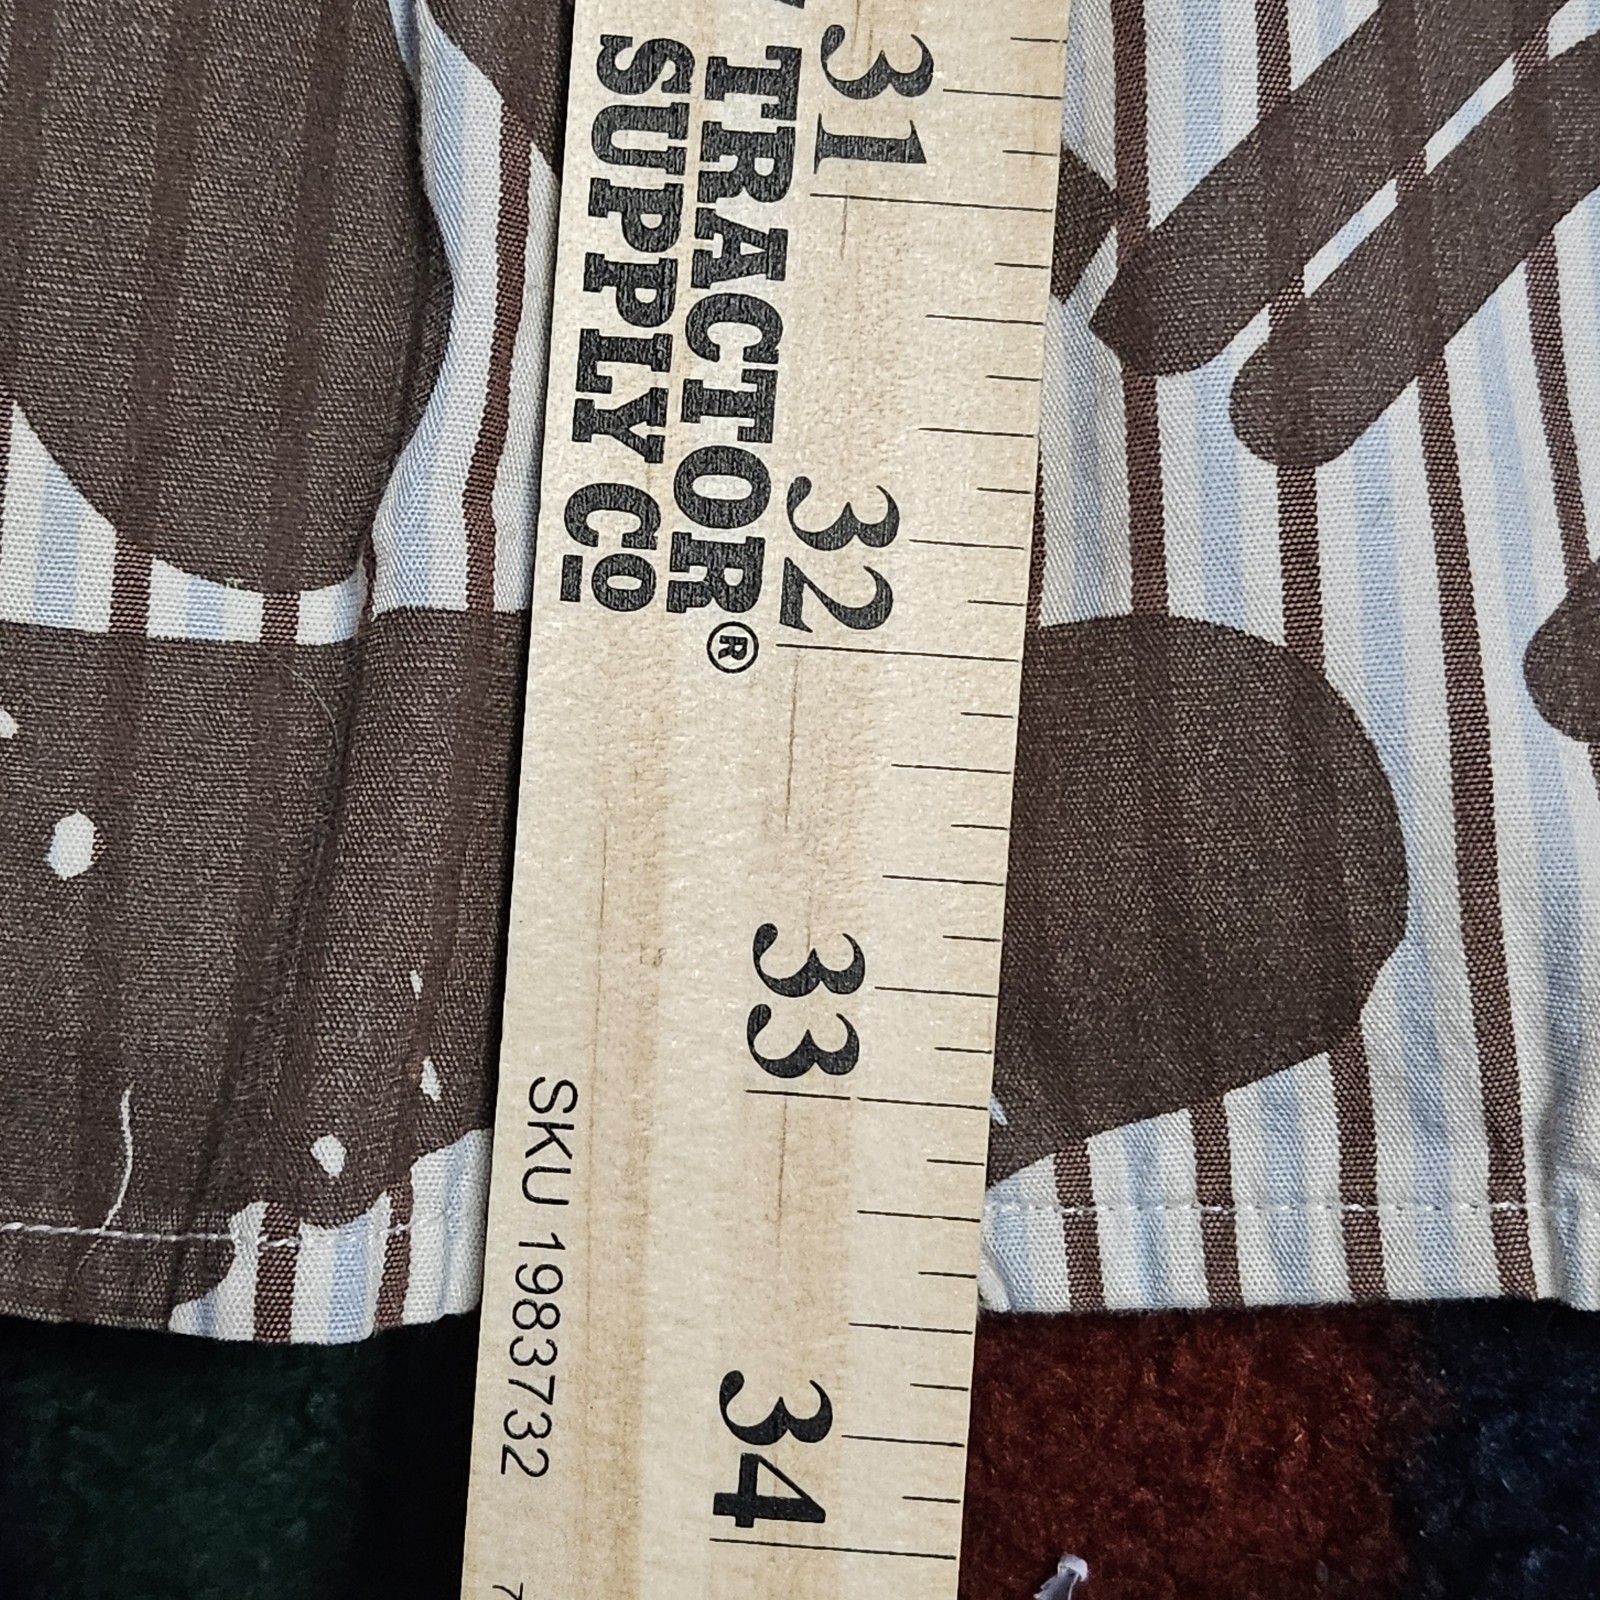 TRACTOR®
SUPPLY CO
31
32
33
34
SKU 1983732